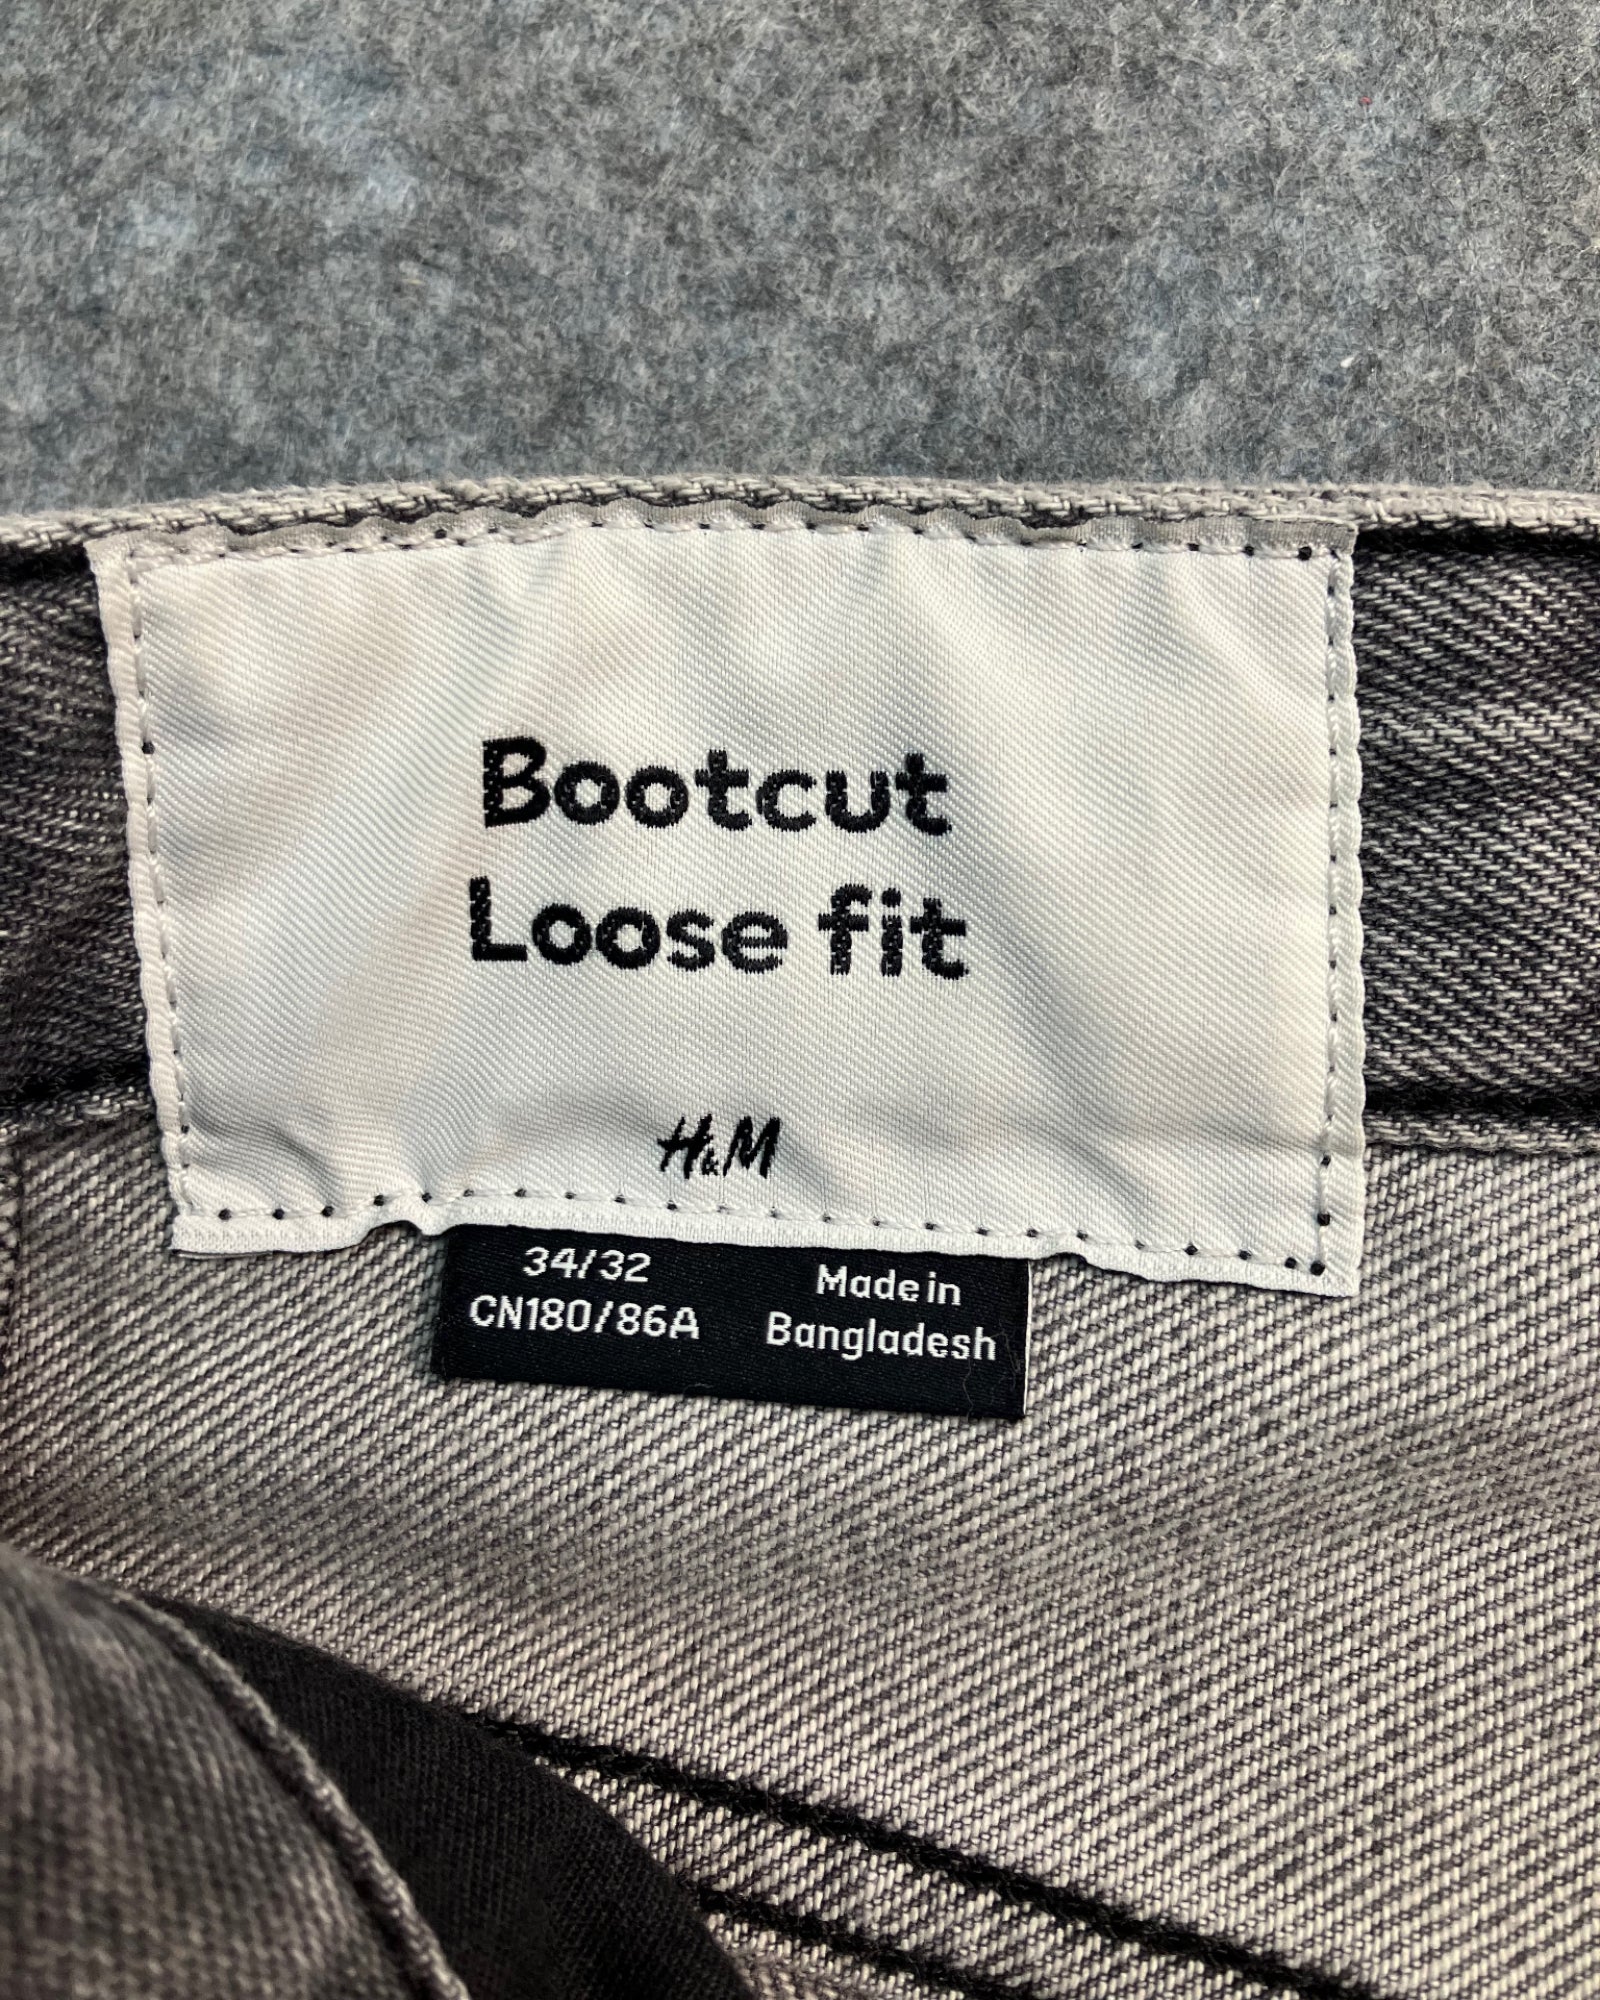 Bootcut
Loose fit
H&M
34/32
CN180/86A
Made in
Bangladesh